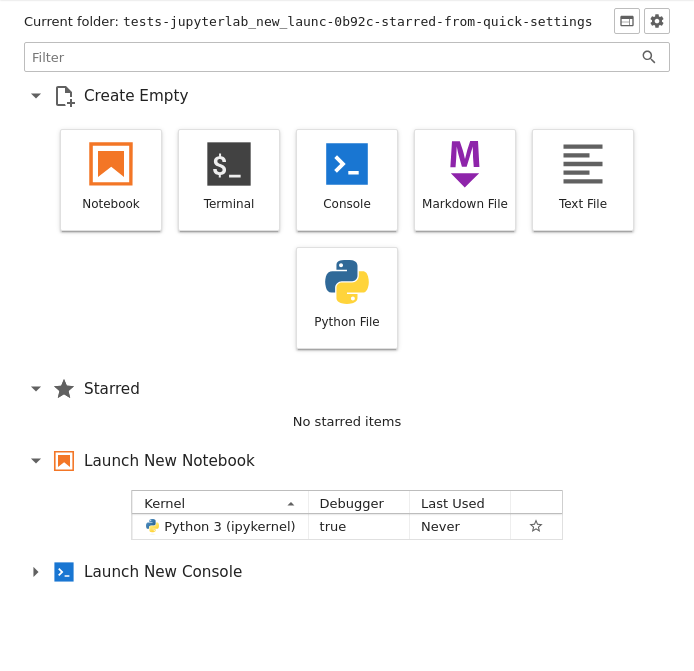 Current folder: tests-jupyterlab_new_launc-0b92c-starred-from-quick-settings
Filter
Create Empty
$_
M
Notebook Terminal Console Markdown File Text File
Python File
Starred
No starred items
Launch New Notebook
Kernel Debugger Last Used
Python 3 (ipykernel) true Never
Launch New Console